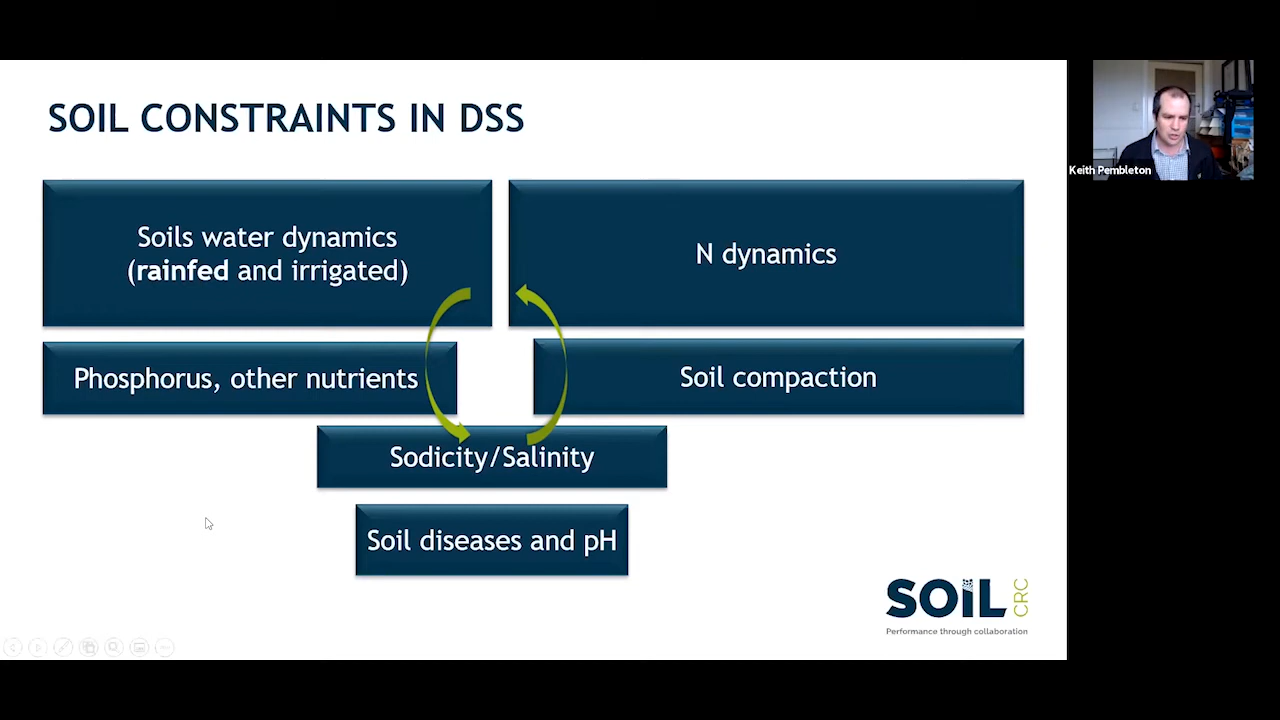 SOIL CONSTRAINTS IN DSS
Keith Pembleton
Soils water dynamics
(rainfed and irrigated)
N dynamics
Phosphorus, other nutrients
Soil compaction
Sodicity/Salinity
Soil diseases and pH
SOIL CRC
Performance through collaboration